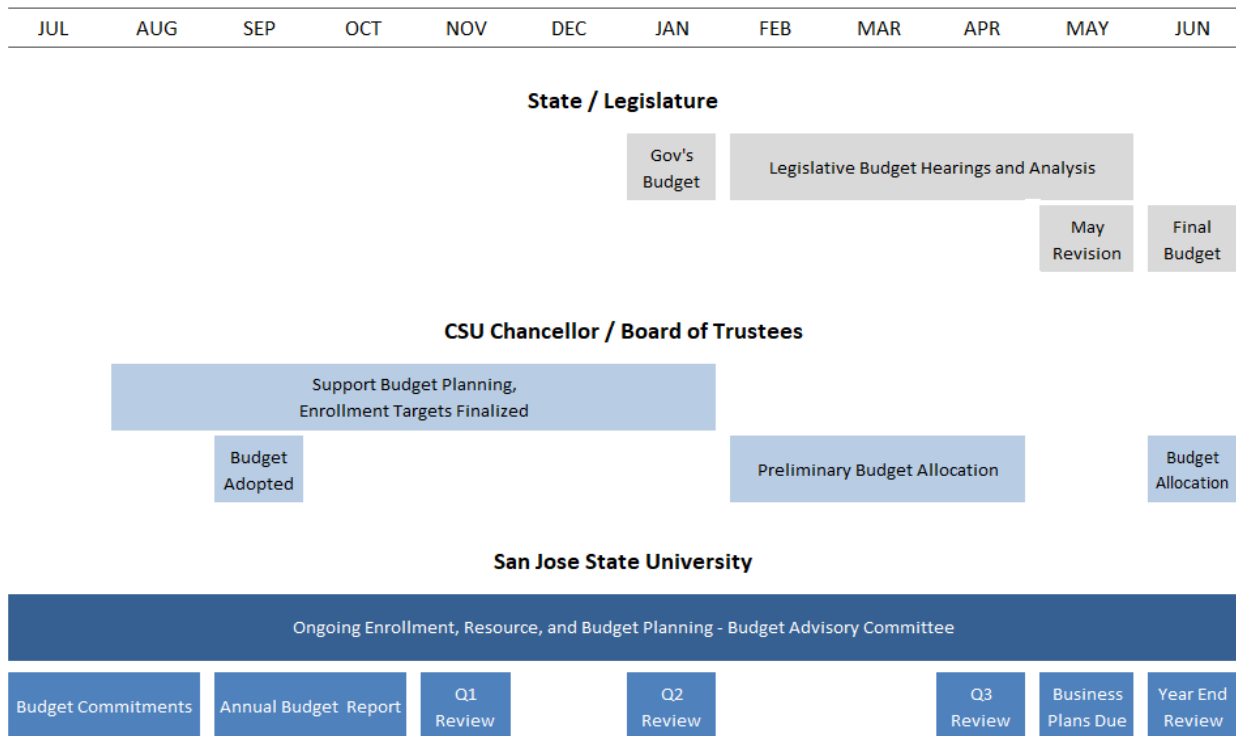 JUL AUG SEP OCT NOV DEC JAN FEB MAR APR MAY JUN
State / Legislature
Gov's
Budget
Legislative Budget Hearings and Analysis
May
Revision
Final
Budget
CSU Chancellor / Board of Trustees
Support Budget Planning,
Enrollment Targets Finalized
Budget
Adopted
Preliminary Budget Allocation
Budget
Allocation
San Jose State University
Ongoing Enrollment, Resource, and Budget Planning - Budget Advisory Committee
Budget Commitments
Annual Budget Report
Q1
Review
Q2
Review
Q3
Review
Business
Plans Due
Year End
Review